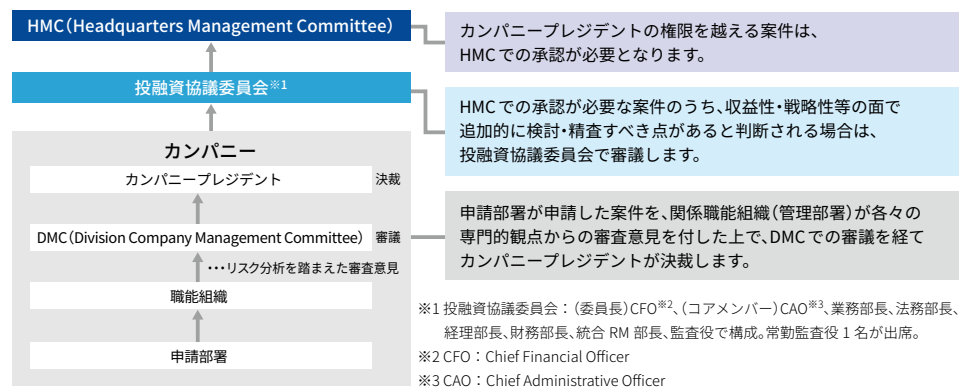 HMC（Headquarters Management Committee）
投融資協議委員会※1
カンパニー
カンパニープレジデント 決裁
DMC（Division Company Management Committee） 審議
･･･リスク分析を踏まえた審査意見
職能組織
申請部署
カンパニープレジデントの権限を越える案件は、
HMCでの承認が必要となります。
HMCでの承認が必要な案件のうち、収益性・戦略性等の面で
追加的に検討・精査すべき点があると判断される場合は、
投融資協議委員会で審議します。
申請部署が申請した案件を、関係職能組織（管理部署）が各々の
専門的観点からの審査意見を付した上で、DMCでの審議を経て
カンパニープレジデントが決裁します。
※1 投融資協議委員会：（委員長）CFO※2、（コアメンバー）CAO※3、業務部長、法務部長、
経理部長、財務部長、統合 RM 部長、監査役で構成。常勤監査役 1 名が出席。
※2 CFO：Chief Financial Officer
※3 CAO：Chief Administrative Officer